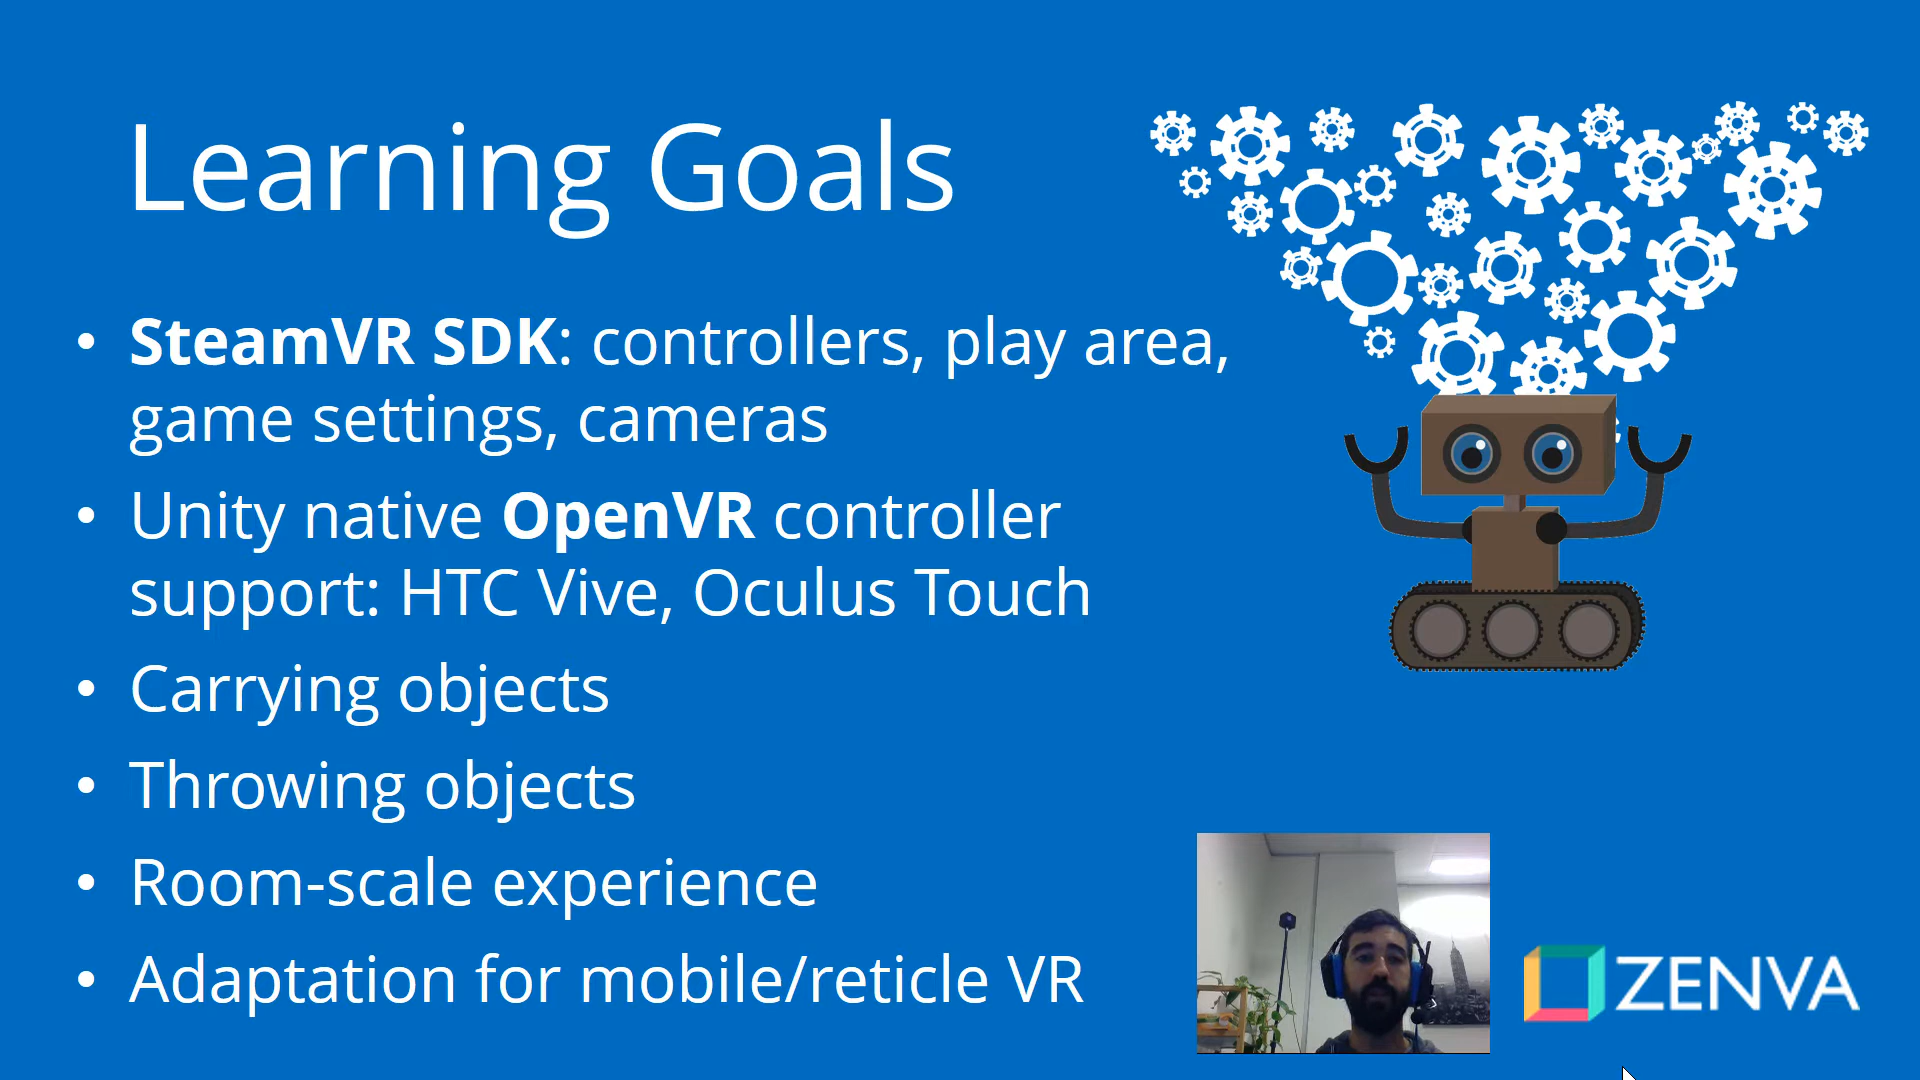 Learning Goals
• SteamVR SDK: controllers, play area,
game settings, cameras
• Unity native OpenVR controller
support: HTC Vive, Oculus Touch
• Carrying objects
• Throwing objects
• Room-scale experience
• Adaptation for mobile/reticle VR
ZENVA